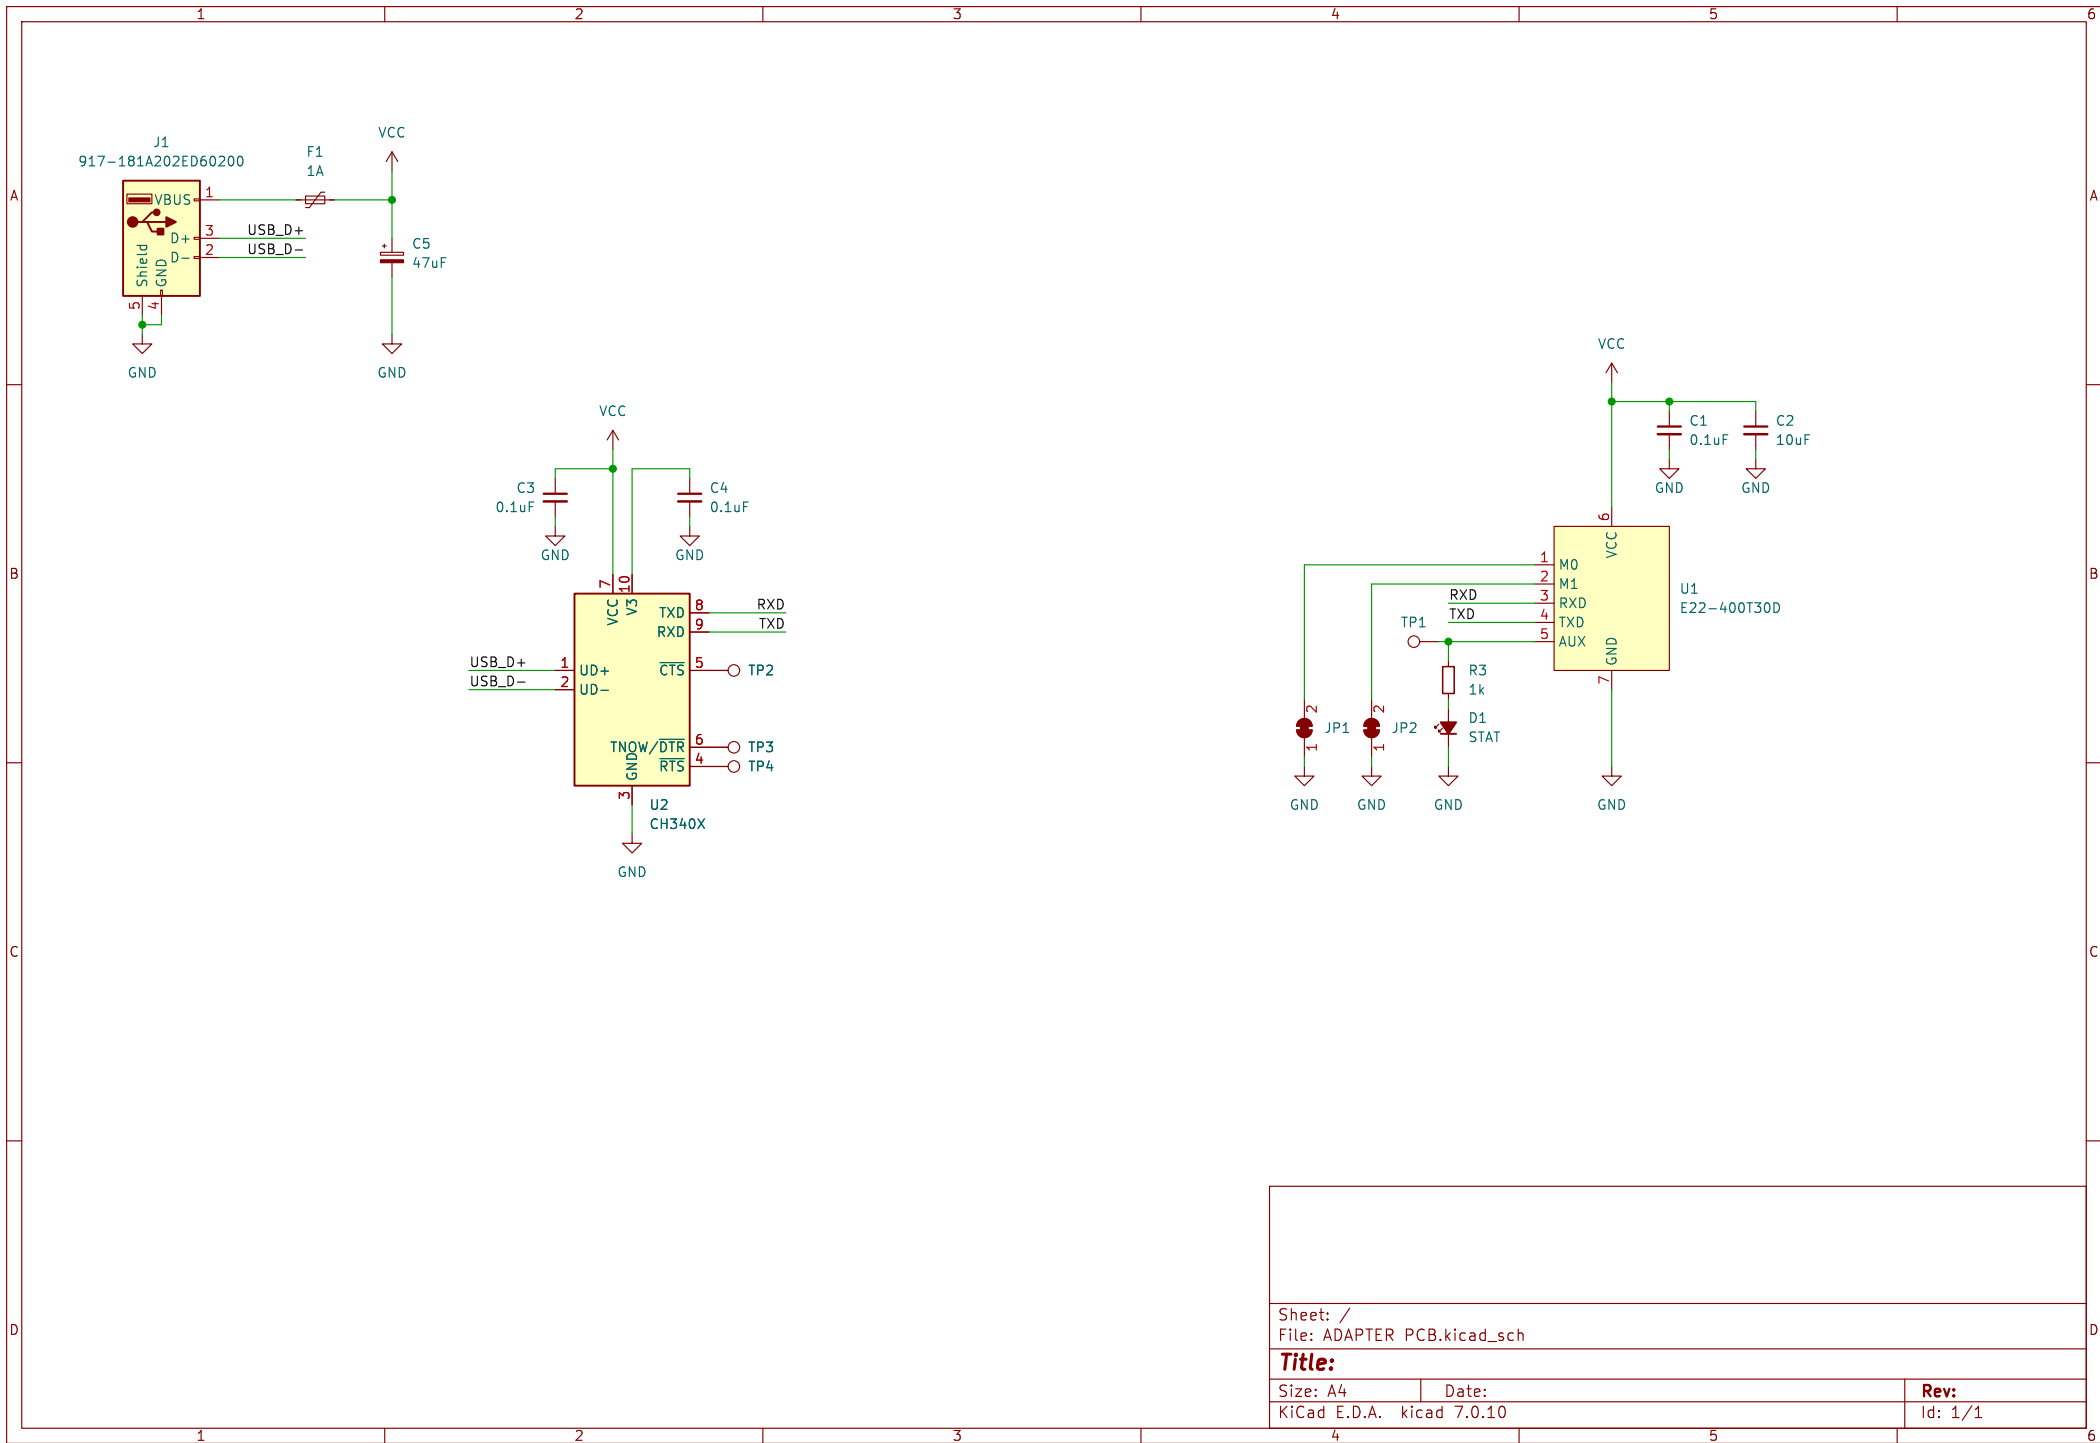 1 2 3 4 5 6
A A
B B
C C
D D
J1
917-181A202ED60200
VBUS
1
D+
3
D-
2
Shield
GND
5
4
USB_D+
USB_D-
GND
F1
1A
VCC
C5
47uF
GND
VCC
C3
0.1uF
GND
C4
0.1uF
GND
7
10
VCC
V3
TXD
8
RXD
RXD
9
TXD
USB_D+
1
UD+
USB_D-
2
UD-
CTS
5
TP2
TNOW/DTR
6
TP3
RTS
4
TP4
GND
3
U2
CH340X
GND
VCC
C1
0.1uF
GND
C2
10uF
GND
6
VCC
1
M0
2
M1
RXD
3
RXD
TXD
4
TXD
TP1
5
AUX
GND
7
U1
E22-400T30D
R3
1k
D1
STAT
2
JP1
1
2
JP2
1
GND
GND
GND
GND
Sheet: /
File: ADAPTER PCB.kicad_sch
Title:
Size: A4
Date:
Rev:
KiCad E.D.A. kicad 7.0.10
Id: 1/1
1 2 3 4 5 6